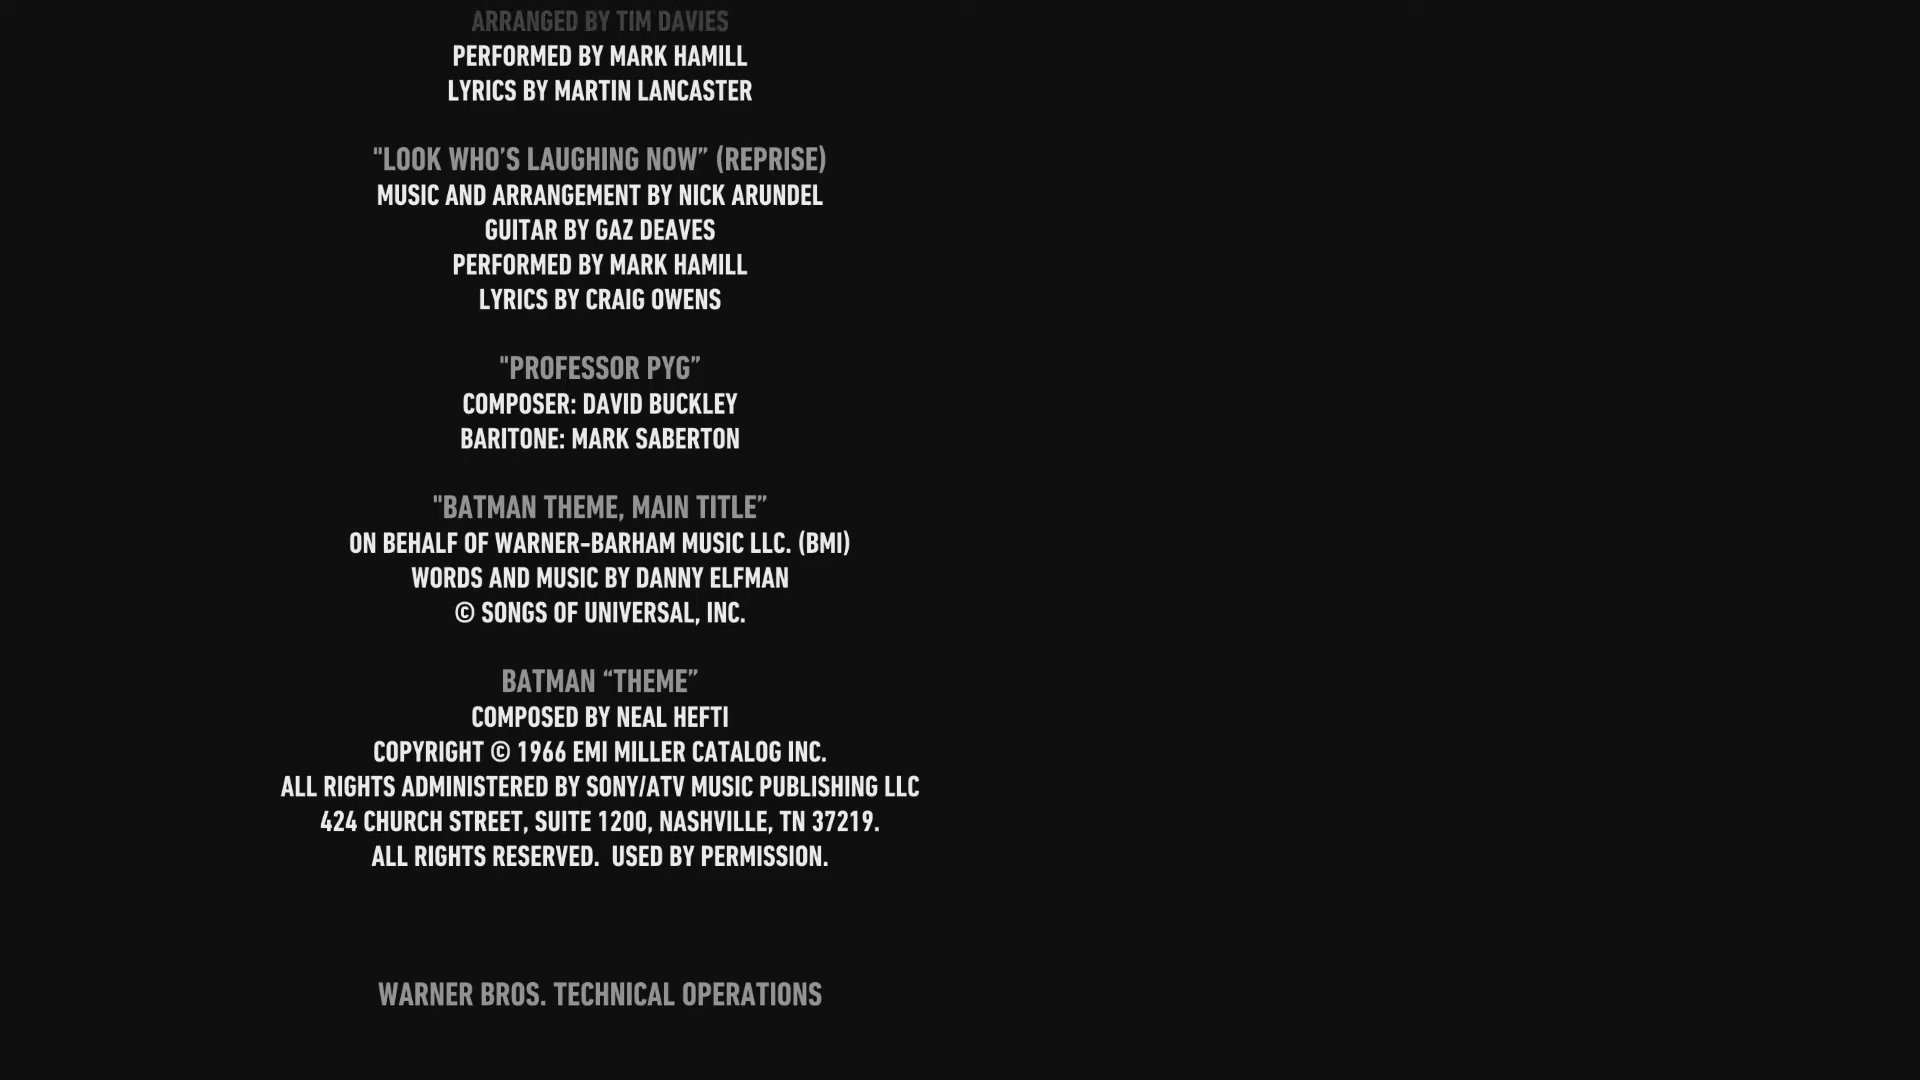 ARRANGED BY TIM DAVIES
PERFORMED BY MARK HAMILL
LYRICS BY MARTIN LANCASTER
"LOOK WHO’S LAUGHING NOW” (REPRISE)
MUSIC AND ARRANGEMENT BY NICK ARUNDEL
GUITAR BY GAZ DEAVES
PERFORMED BY MARK HAMILL
LYRICS BY CRAIG OWENS
"PROFESSOR PYG”
COMPOSER: DAVID BUCKLEY
BARITONE: MARK SABERTON
"BATMAN THEME, MAIN TITLE”
ON BEHALF OF WARNER-BARHAM MUSIC LLC. (BMI)
WORDS AND MUSIC BY DANNY ELFMAN
© SONGS OF UNIVERSAL, INC.
BATMAN “THEME”
COMPOSED BY NEAL HEFTI
COPYRIGHT © 1966 EMI MILLER CATALOG INC.
ALL RIGHTS ADMINISTERED BY SONY/ATV MUSIC PUBLISHING LLC
424 CHURCH STREET, SUITE 1200, NASHVILLE, TN 37219.
ALL RIGHTS RESERVED.  USED BY PERMISSION.
WARNER BROS. TECHNICAL OPERATIONS